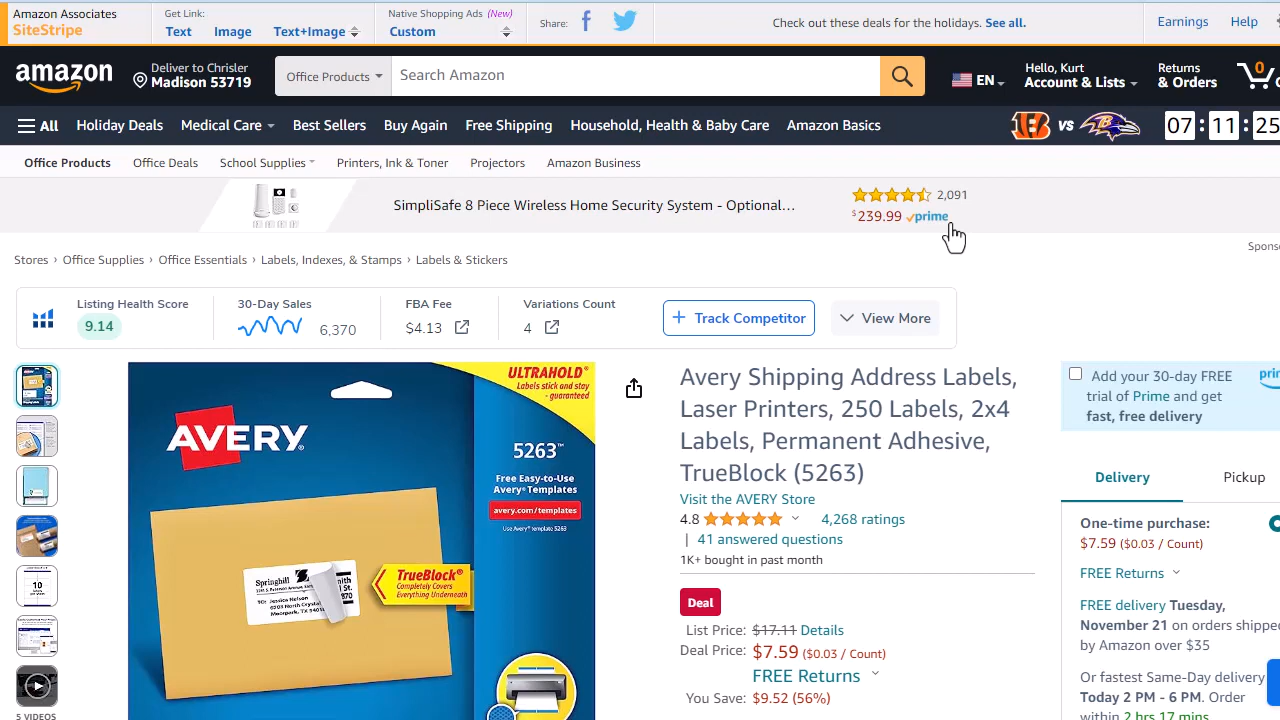 Amazon Associates
SiteStripe
Get Link:
Text Image Text+Image
Native Shopping Ads (New)
Custom
Share:
Check out these deals for the holidays. See all.
Earnings Help
amazon
Deliver to Chrisler
Madison 53719
Office Products
Search Amazon
EN
Hello, Kurt
Account & Lists
Returns
& Orders
0
All Holiday Deals Medical Care Best Sellers Buy Again Free Shipping Household, Health & Baby Care Amazon Basics
VS
07 : 11 : 25
Office Products Office Deals School Supplies Printers, Ink & Toner Projectors Amazon Business
SimpliSafe 8 Piece Wireless Home Security System - Optional...
2,091
$239.99 prime
Stores › Office Supplies › Office Essentials › Labels, Indexes, & Stamps › Labels & Stickers
Spons
Listing Health Score
9.14
30-Day Sales
6,370
FBA Fee
$4.13
Variations Count
4
+ Track Competitor
View More
5 VIDEOS
ULTRAHOLD®
Labels stick and stay
- guaranteed
AVERY®
5263™
Free Easy-to-Use
Avery® Templates
avery.com/templates
Use Avery® template 5263
TrueBlock®
Completely Covers
Everything Underneath
Springhill
TO: Jessica Nelson
Moorpark, TX
10
Avery Shipping Address Labels,
Laser Printers, 250 Labels, 2x4
Labels, Permanent Adhesive,
TrueBlock (5263)
Visit the AVERY Store
4.8 4,268 ratings
| 41 answered questions
1K+ bought in past month
Deal
List Price: $17.11 Details
Deal Price: $7.59 ($0.03 / Count)
FREE Returns
You Save: $9.52 (56%)
Add your 30-day FREE
trial of Prime and get
fast, free delivery
Delivery Pickup
One-time purchase:
$7.59 ($0.03 / Count)
FREE Returns
FREE delivery Tuesday,
November 21 on orders shipped
by Amazon over $35
Or fastest Same-Day delivery
Today 2 PM - 6 PM. Order
within 2 hrs 17 mins